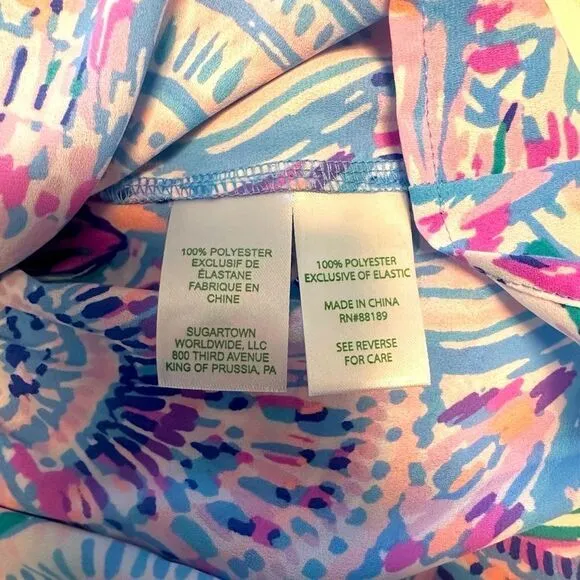 100% POLYESTER
EXCLUSIF DE
ÉLASTANE
FABRIQUE EN
CHINE
SUGARTOWN
WORLDWIDE, LLC
800 THIRD AVENUE
KING OF PRUSSIA, PA
100% POLYESTER
EXCLUSIVE OF ELASTIC
MADE IN CHINA
RN#88189
SEE REVERSE
FOR CARE